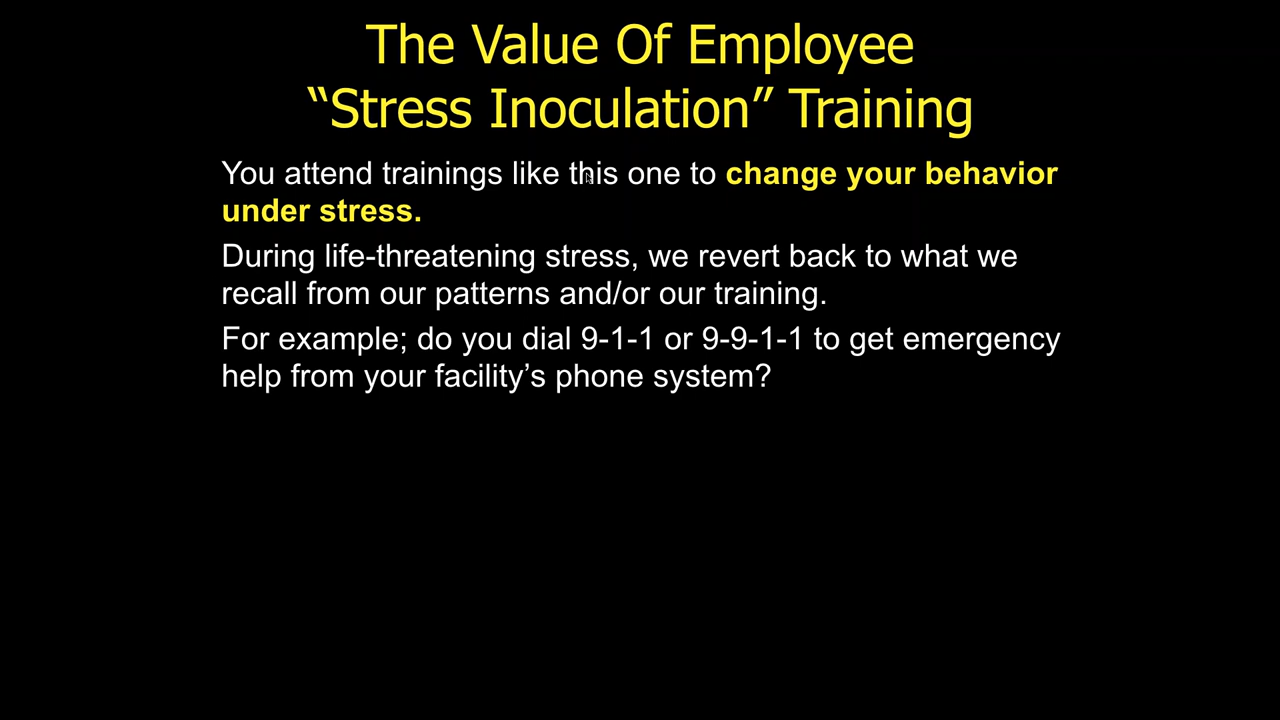 The Value Of Employee
“Stress Inoculation” Training
You attend trainings like this one to change your behavior
under stress.
During life-threatening stress, we revert back to what we
recall from our patterns and/or our training.
For example; do you dial 9-1-1 or 9-9-1-1 to get emergency
help from your facility’s phone system?